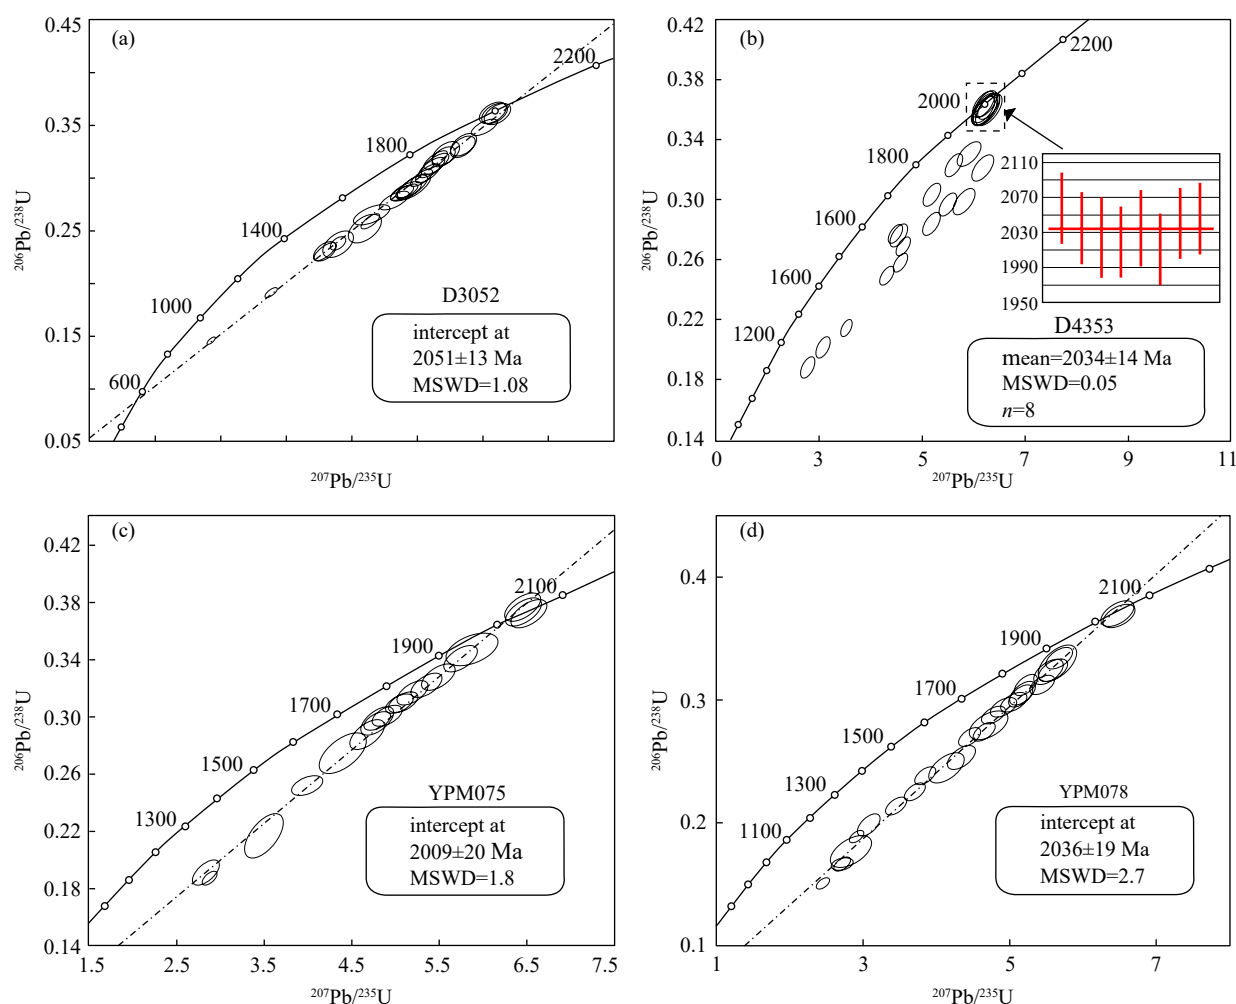 (a)
0.45
0.35
0.25
0.15
0.05
²⁰⁶Pb/²³⁸U
2200
1800
1400
1000
600
D3052
intercept at
2051±13 Ma
MSWD=1.08
²⁰⁷Pb/²³⁵U
(b)
0.42
0.38
0.34
0.30
0.26
0.22
0.18
0.14
²⁰⁶Pb/²³⁸U
2200
2000
1800
1600
1600
1200
2110
2070
2030
1990
1950
D4353
mean=2034±14 Ma
MSWD=0.05
n=8
0 3 5 7 9 11
²⁰⁷Pb/²³⁵U
(c)
0.42
0.38
0.34
0.30
0.26
0.22
0.18
0.14
²⁰⁶Pb/²³⁸U
2100
1900
1700
1500
1300
YPM075
intercept at
2009±20 Ma
MSWD=1.8
1.5 2.5 3.5 4.5 5.5 6.5 7.5
²⁰⁷Pb/²³⁵U
(d)
0.4
0.3
0.2
0.1
²⁰⁶Pb/²³⁸U
2100
1900
1700
1500
1300
1100
YPM078
intercept at
2036±19 Ma
MSWD=2.7
1 3 5 7
²⁰⁷Pb/²³⁵U